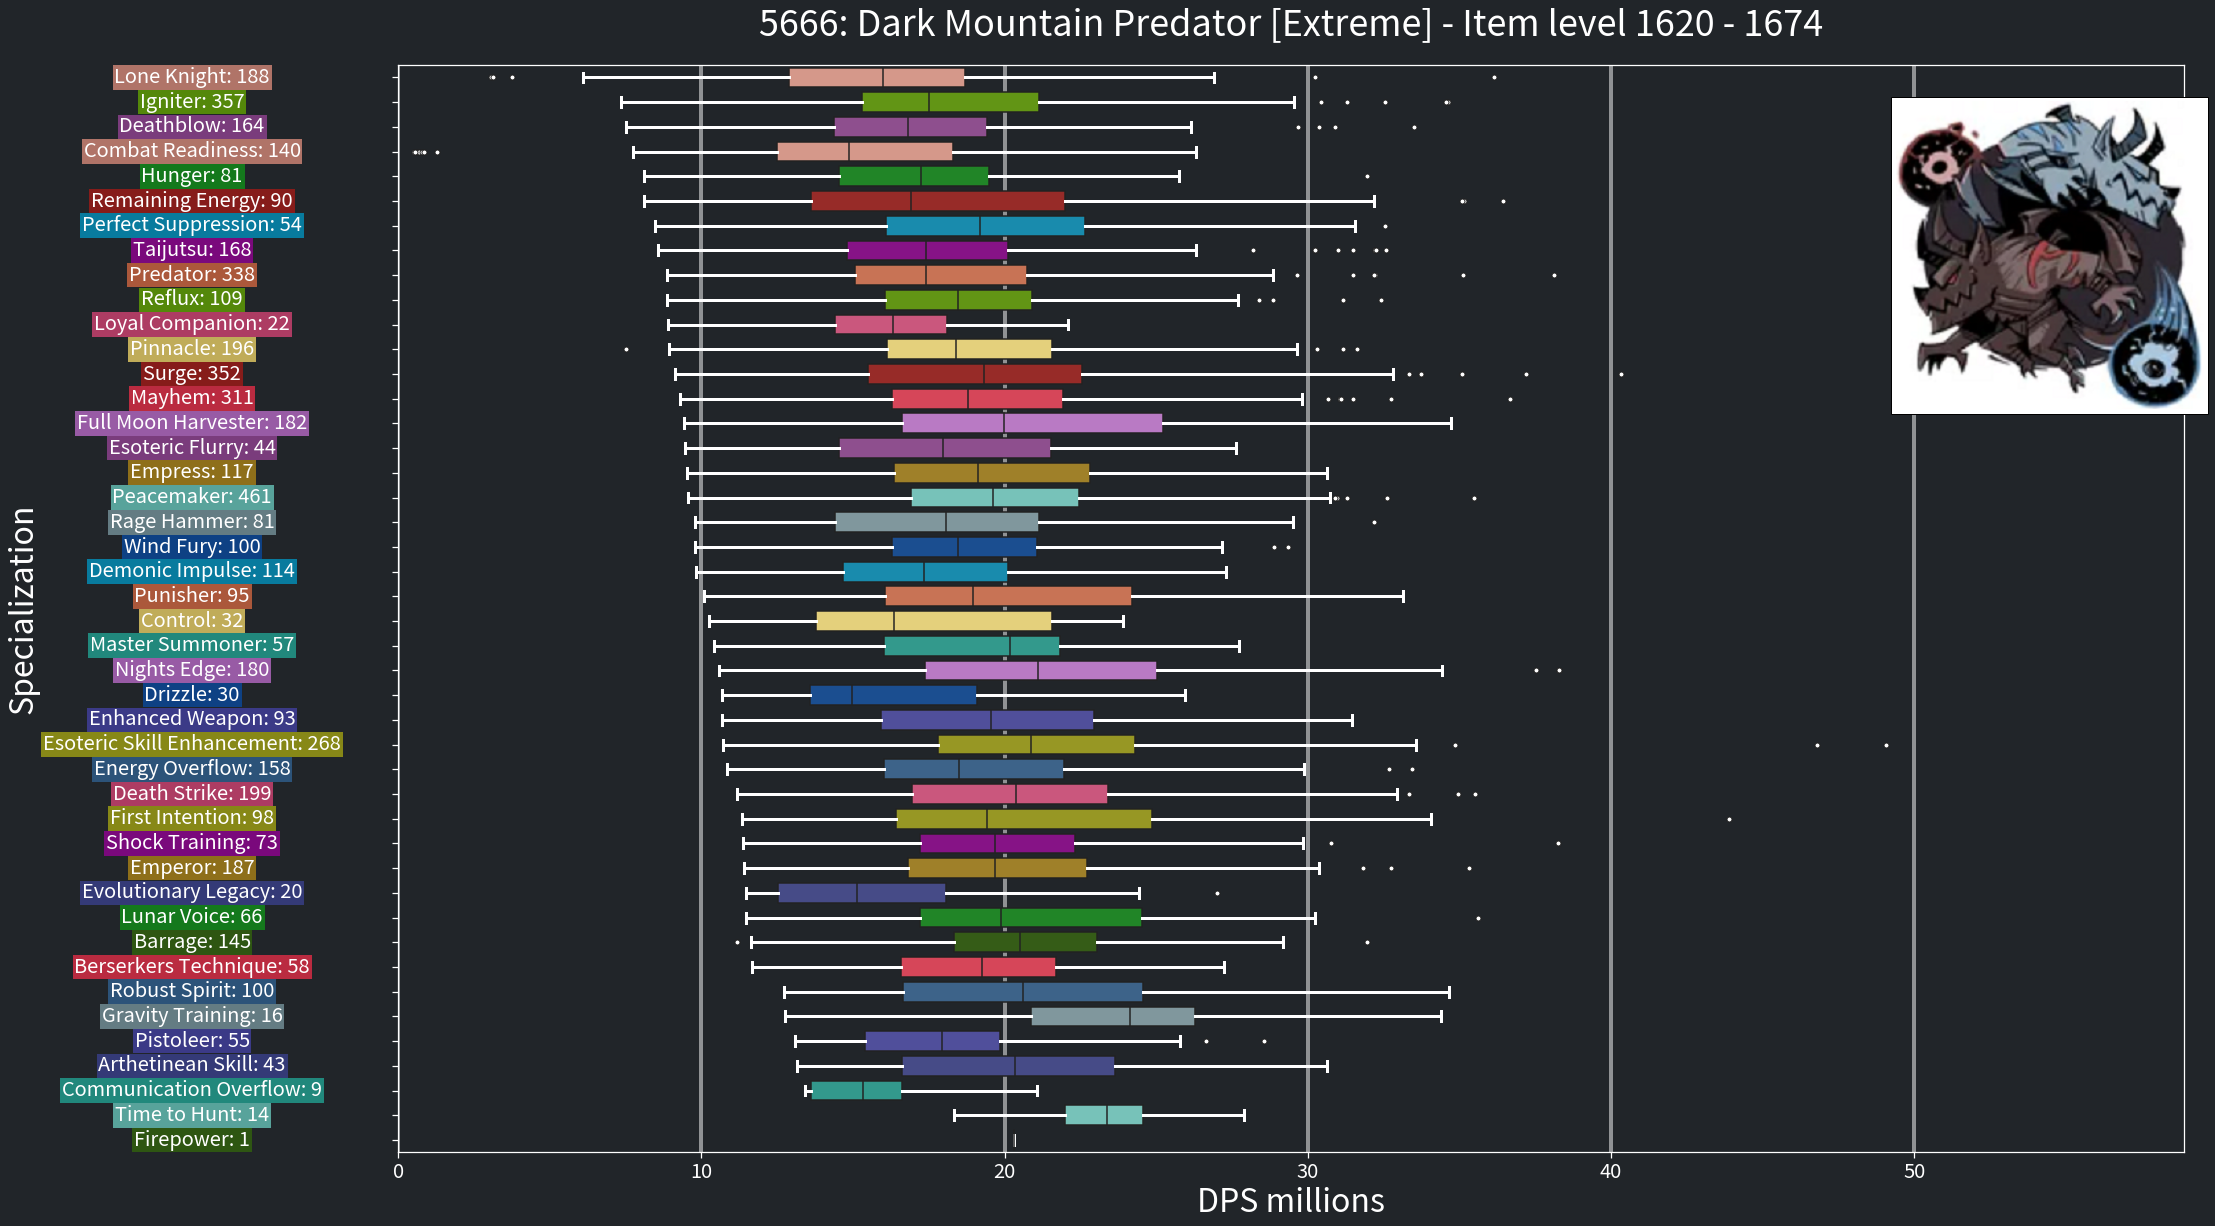 5666: Dark Mountain Predator [Extreme] - Item level 1620 - 1674
Lone Knight: 188
Igniter: 357
Deathblow: 164
Combat Readiness: 140
Hunger: 81
Remaining Energy: 90
Perfect Suppression: 54
Taijutsu: 168
Predator: 338
Reflux: 109
Loyal Companion: 22
Pinnacle: 196
Surge: 352
Mayhem: 311
Full Moon Harvester: 182
Esoteric Flurry: 44
Empress: 117
Peacemaker: 461
Rage Hammer: 81
Wind Fury: 100
Demonic Impulse: 114
Punisher: 95
Control: 32
Master Summoner: 57
Nights Edge: 180
Drizzle: 30
Enhanced Weapon: 93
Esoteric Skill Enhancement: 268
Energy Overflow: 158
Death Strike: 199
First Intention: 98
Shock Training: 73
Emperor: 187
Evolutionary Legacy: 20
Lunar Voice: 66
Barrage: 145
Berserkers Technique: 58
Robust Spirit: 100
Gravity Training: 16
Pistoleer: 55
Arthetinean Skill: 43
Communication Overflow: 9
Time to Hunt: 14
Firepower: 1
Specialization
0 10 20 30 40 50
DPS millions